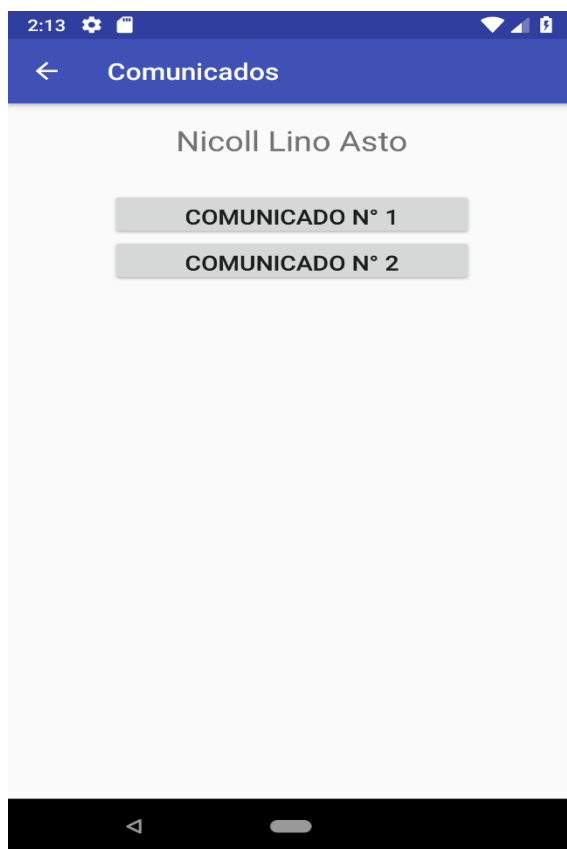 2:13
Comunicados
Nicoll Lino Asto
COMUNICADO N° 1
COMUNICADO N° 2